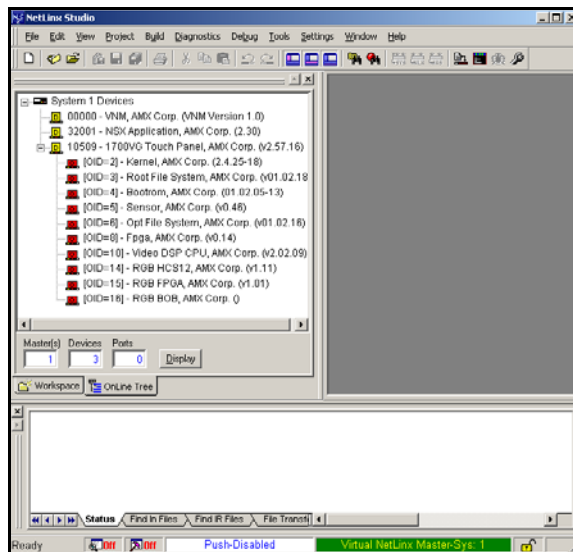 NetLinx Studio
File Edit View Project Build Diagnostics Debug Tools Settings Window Help
System 1 Devices
00000 - VNM, AMX Corp. (VNM Version 1.0)
32001 - NSX Application, AMX Corp. (2.30)
10509 - 1700VG Touch Panel, AMX Corp. (v2.57.16)
[OID=2] - Kernel, AMX Corp. (2.4.25-18)
[OID=3] - Root File System, AMX Corp. (v01.02.18
[OID=4] - Bootrom, AMX Corp. (01.02.05-13)
[OID=5] - Sensor, AMX Corp. (v0.46)
[OID=6] - Opt File System, AMX Corp. (v01.02.16)
[OID=8] - Fpga, AMX Corp. (v0.14)
[OID=10] - Video DSP CPU, AMX Corp. (v2.02.09)
[OID=14] - RGB HCS12, AMX Corp. (v1.11)
[OID=15] - RGB FPGA, AMX Corp. (v1.01)
[OID=16] - RGB BOB, AMX Corp. ()
Master(s) Devices Ports
1 3 0 Display
Workspace OnLine Tree
Status Find In Files Find IR Files File Transf
Ready Off Off Push-Disabled Virtual NetLinx Master-Sys: 1